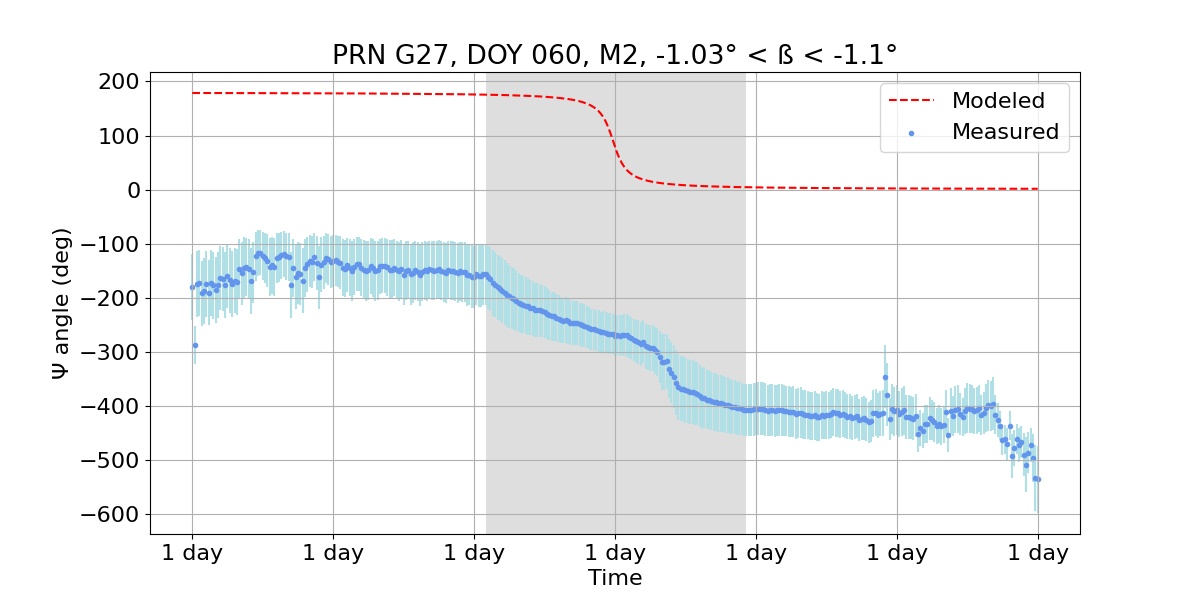 PRN G27, DOY 060, M2, -1.03° < ß < -1.1°
Modeled
Measured
Ψ angle (deg)
200
100
0
−100
−200
−300
−400
−500
−600
1 day 1 day 1 day 1 day 1 day 1 day 1 day
Time